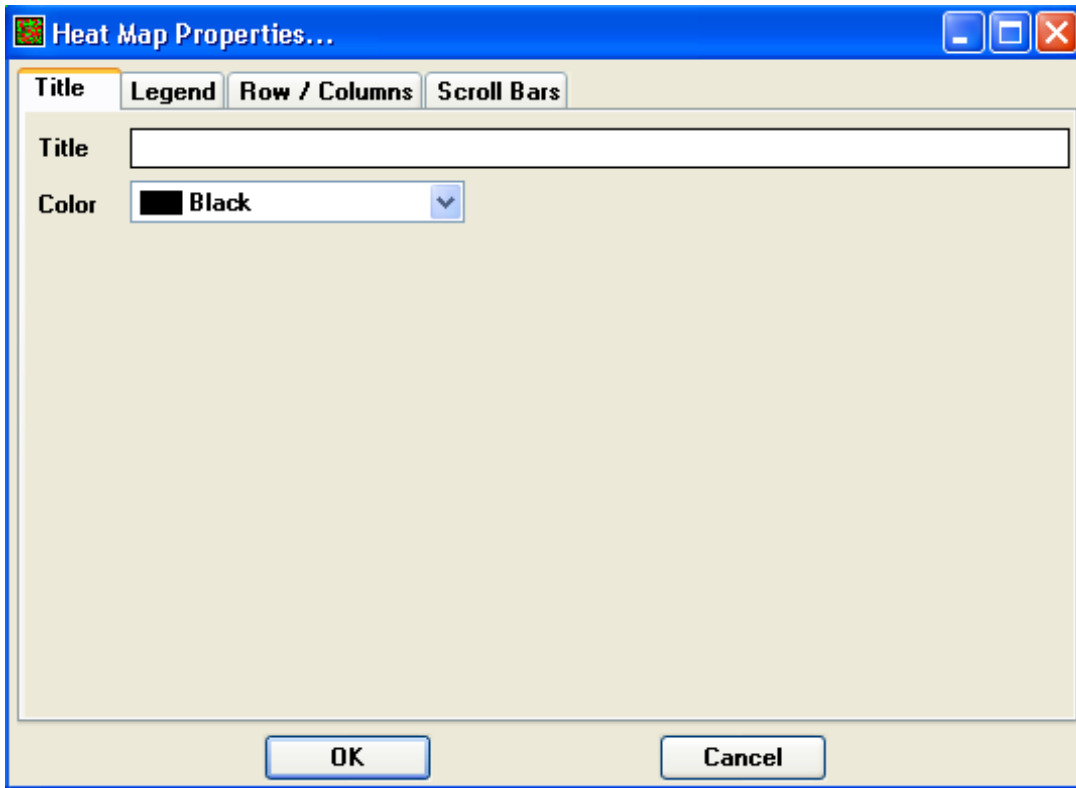 Heat Map Properties...
Title Legend Row / Columns Scroll Bars
Title
Color Black
OK Cancel